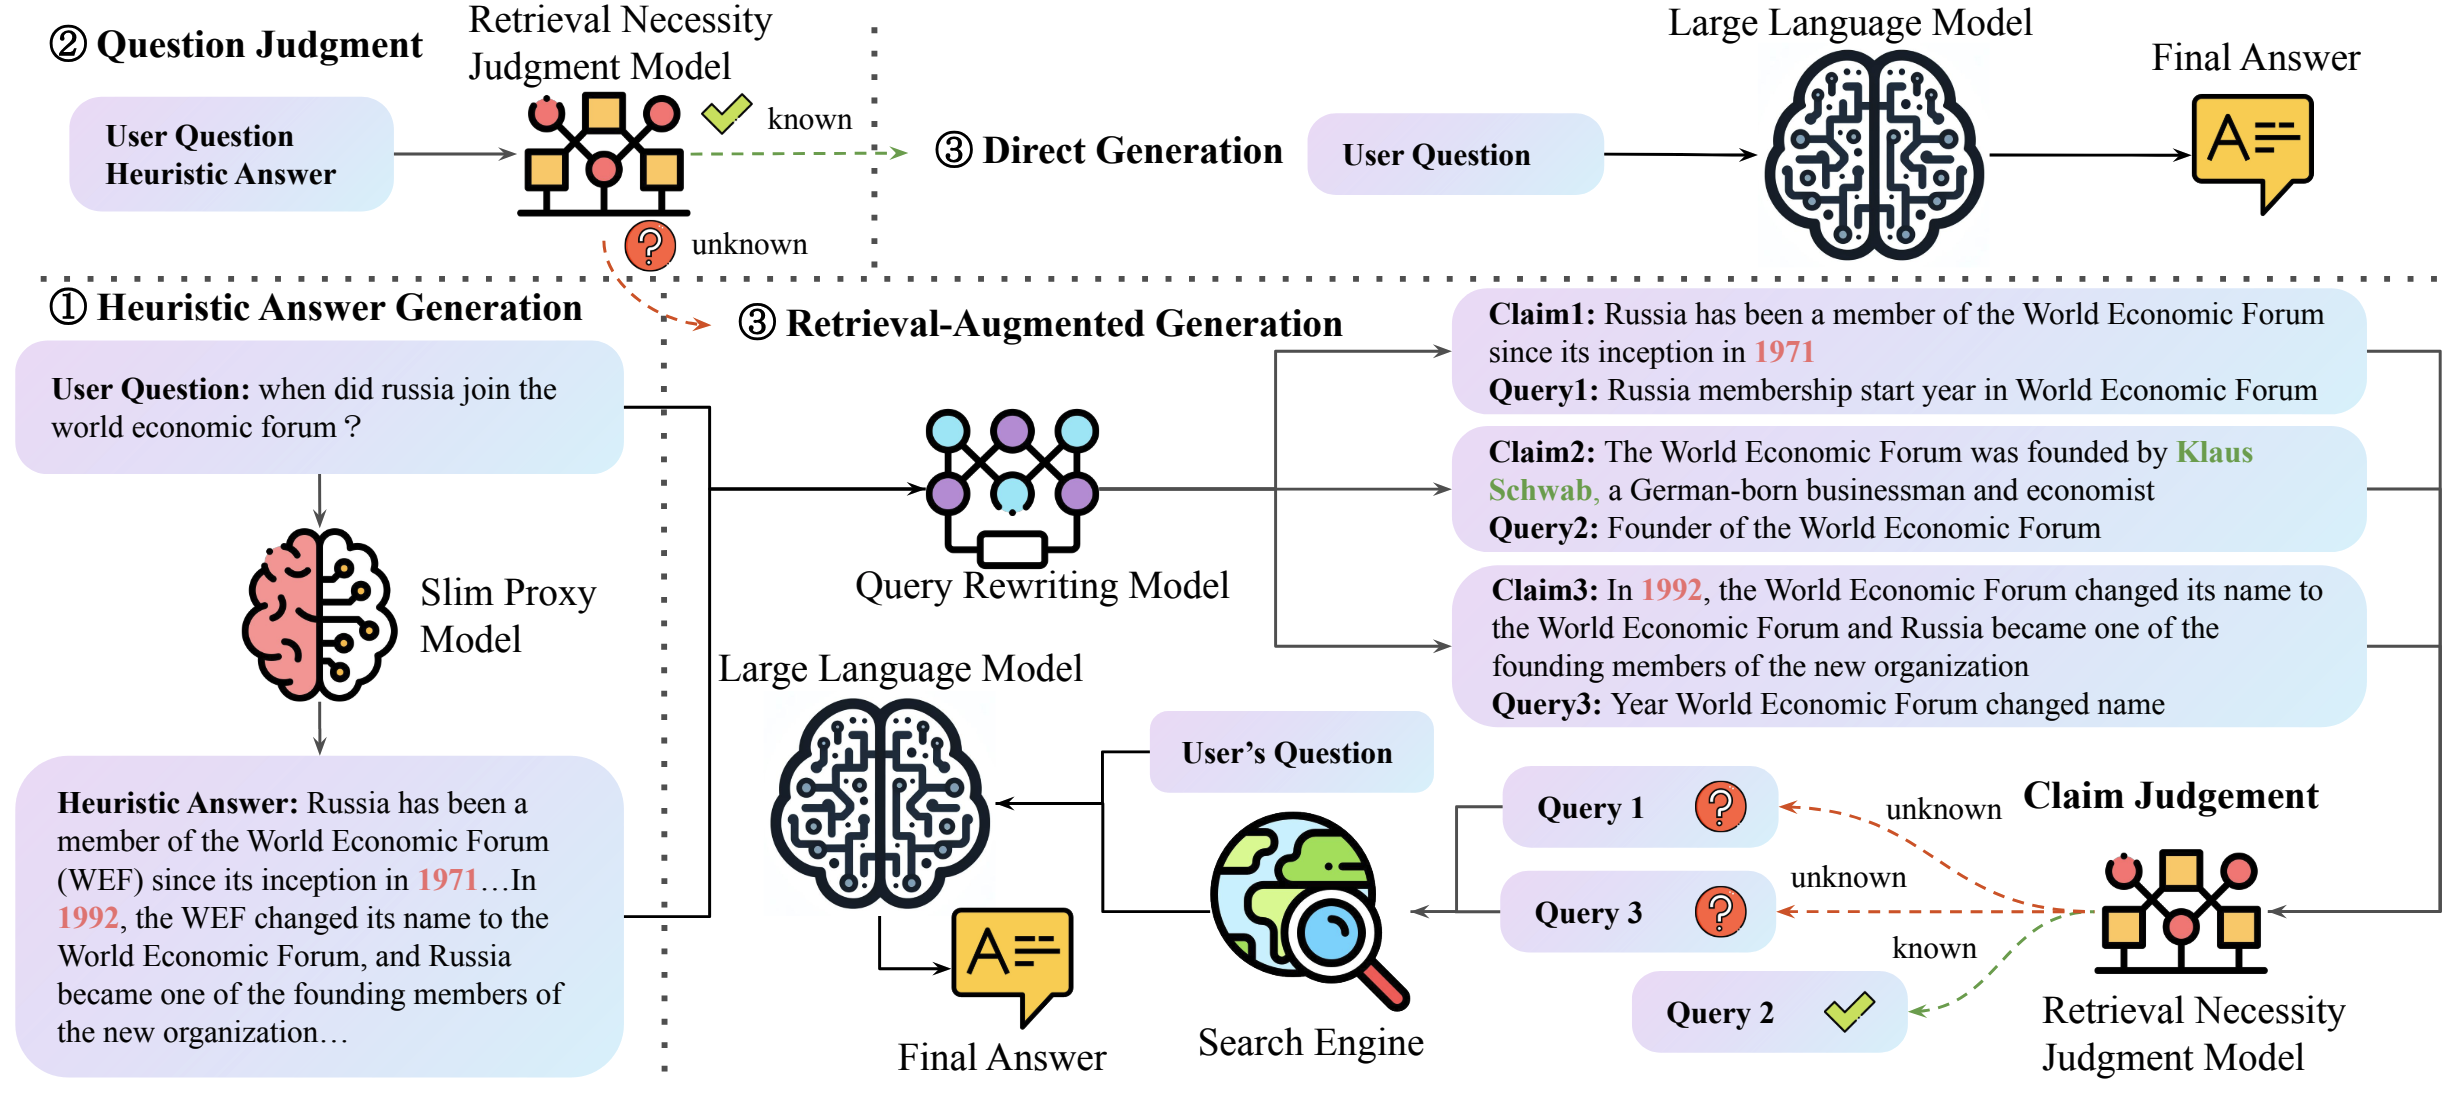 ② Question Judgment
Retrieval Necessity
Judgment Model
User Question
Heuristic Answer
known
unknown
③ Direct Generation
User Question
Large Language Model
Final Answer
A
① Heuristic Answer Generation
User Question: when did russia join the
world economic forum？
Slim Proxy
Model
Heuristic Answer: Russia has been a
member of the World Economic Forum
(WEF) since its inception in 1971…In
1992, the WEF changed its name to the
World Economic Forum, and Russia
became one of the founding members of
the new organization…
③ Retrieval-Augmented Generation
Query Rewriting Model
Claim1: Russia has been a member of the World Economic Forum
since its inception in 1971
Query1: Russia membership start year in World Economic Forum
Claim2: The World Economic Forum was founded by Klaus
Schwab, a German-born businessman and economist
Query2: Founder of the World Economic Forum
Claim3: In 1992, the World Economic Forum changed its name to
the World Economic Forum and Russia became one of the
founding members of the new organization
Query3: Year World Economic Forum changed name
Claim Judgement
Retrieval Necessity
Judgment Model
unknown
unknown
known
Query 1
?
Query 3
?
Query 2
Search Engine
User’s Question
Large Language Model
A
Final Answer